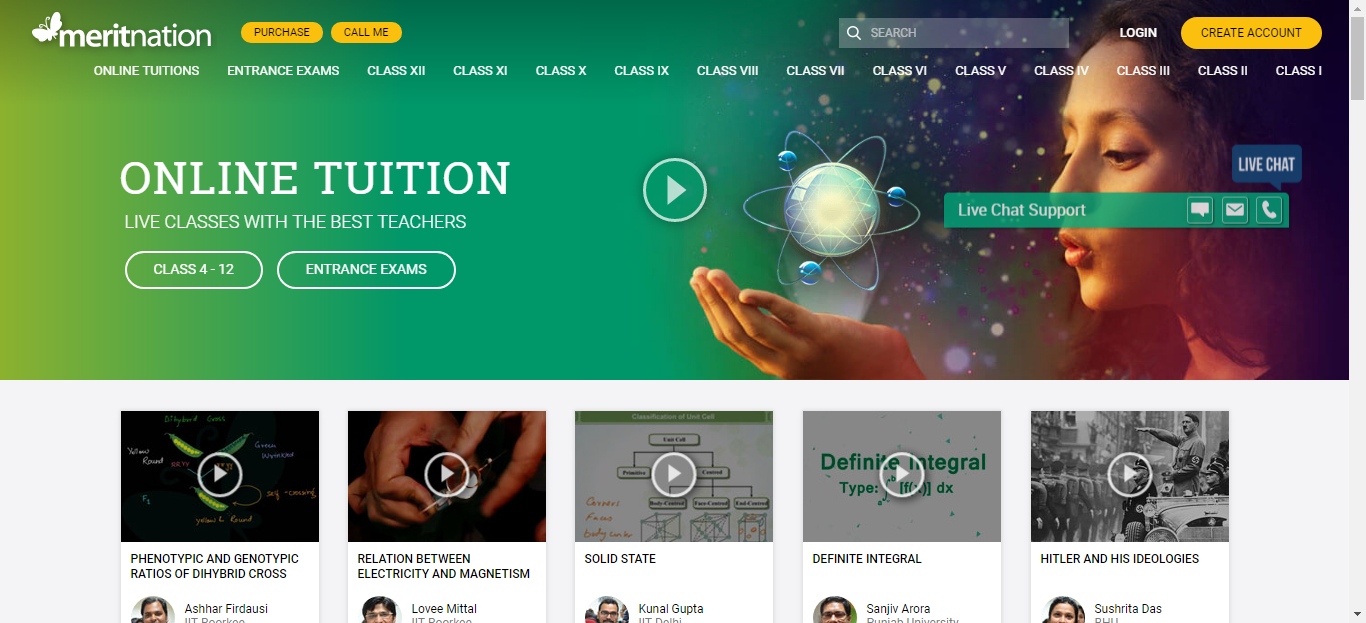 meritnation
PURCHASE
CALL ME
SEARCH
LOGIN
CREATE ACCOUNT
ONLINE TUITIONS
ENTRANCE EXAMS
CLASS XII
CLASS XI
CLASS X
CLASS IX
CLASS VIII
CLASS VII
CLASS VI
CLASS V
CLASS IV
CLASS III
CLASS II
CLASS I
ONLINE TUITION
LIVE CLASSES WITH THE BEST TEACHERS
CLASS 4 - 12
ENTRANCE EXAMS
LIVE CHAT
Live Chat Support
Dihybrid Cross
Yellow
Round
Green
Wrinkled
F1
self-crossing
Yellow & Round
PHENOTYPIC AND GENOTYPIC
RATIOS OF DIHYBRID CROSS
Ashhar Firdausi
IIT Roorkee
RELATION BETWEEN
ELECTRICITY AND MAGNETISM
Lovee Mittal
IIT Roorkee
Classification of Unit Cell
Unit Cell
Primitive
Centred
Body-Centred
Face-Centred
End-Centred
Corners
Faces
SOLID STATE
Kunal Gupta
IIT Delhi
Definite Integral
Type: ∫ab [f(x)] dx
DEFINITE INTEGRAL
Sanjiv Arora
Punjab University
HITLER AND HIS IDEOLOGIES
Sushrita Das
BHU